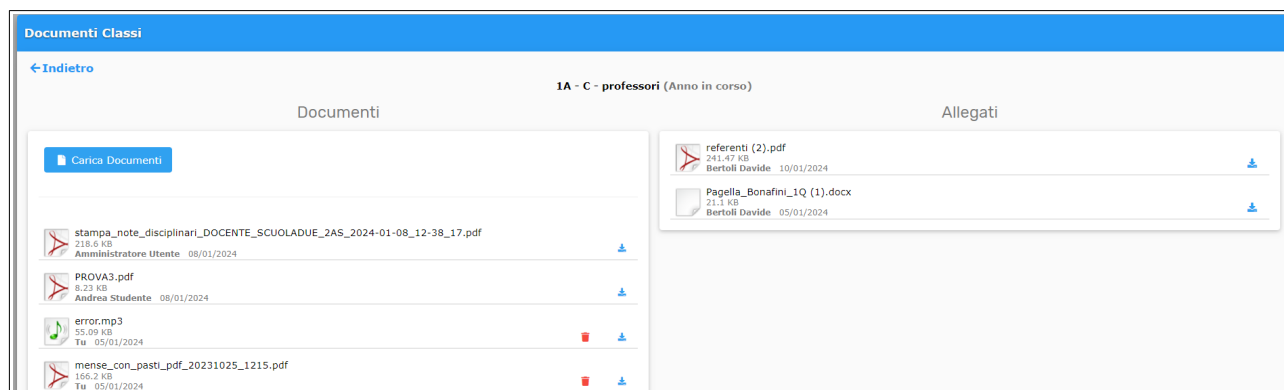 Documenti Classi
Indietro
1A - C - professori (Anno in corso)
Documenti
Carica Documenti
stampa_note_disciplinari_DOCENTE_SCUOLADUE_2AS_2024-01-08_12-38_17.pdf
218.6 KB
Amministratore Utente 08/01/2024
PROVA3.pdf
8.23 KB
Andrea Studente 08/01/2024
error.mp3
55.09 KB
Tu 05/01/2024
mense_con_pasti_pdf_20231025_1215.pdf
166.2 KB
Tu 05/01/2024
Allegati
referenti (2).pdf
241.47 KB
Bertoli Davide 10/01/2024
Pagella_Bonafini_1Q (1).docx
21.1 KB
Bertoli Davide 05/01/2024